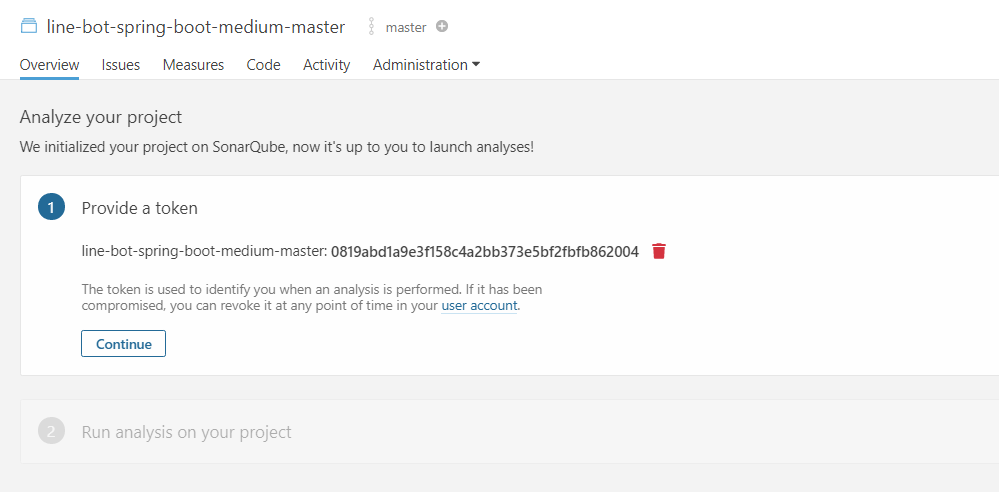 line-bot-spring-boot-medium-master master
Overview Issues Measures Code Activity Administration
Analyze your project
We initialized your project on SonarQube, now it's up to you to launch analyses!
1 Provide a token
line-bot-spring-boot-medium-master: 0819abd1a9e3f158c4a2bb373e5bf2fbfb862004
The token is used to identify you when an analysis is performed. If it has been
compromised, you can revoke it at any point of time in your user account.
Continue
2 Run analysis on your project